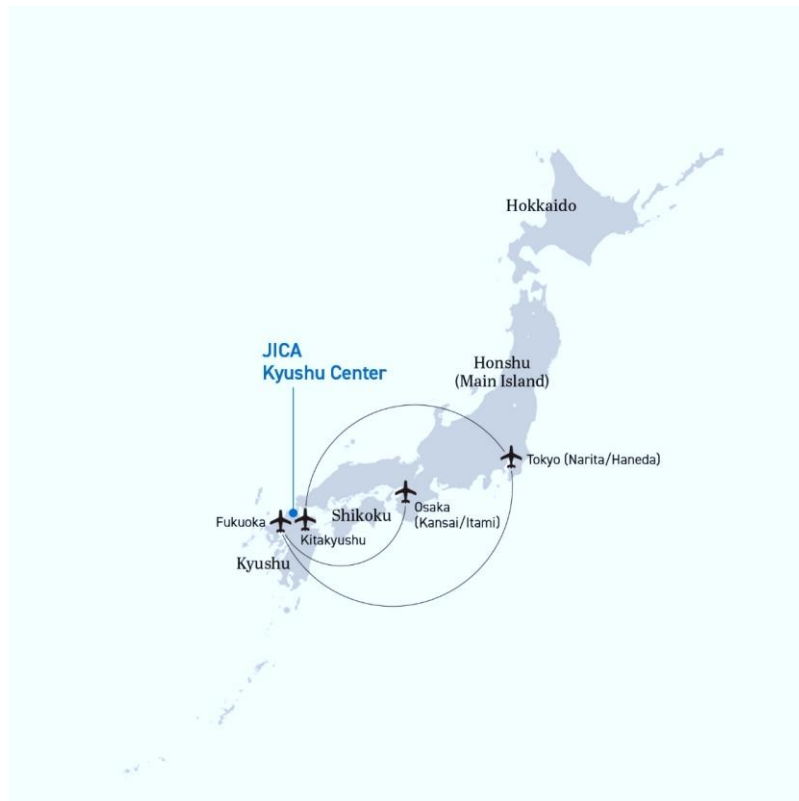 Hokkaido
Honshu
(Main Island)
JICA
Kyushu Center
Tokyo (Narita/Haneda)
Osaka
(Kansai/Itami)
Shikoku
Fukuoka
Kitakyushu
Kyushu